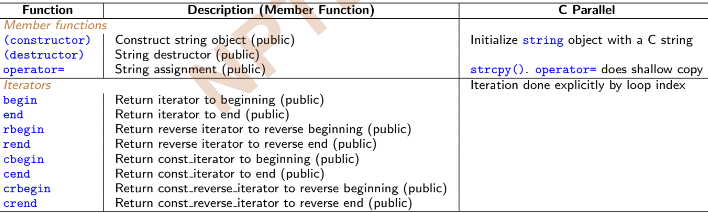 Function Description (Member Function) C Parallel
Member functions
(constructor) Construct string object (public) Initialize string object with a C string
(destructor) String destructor (public)
operator= String assignment (public) strcpy(). operator= does shallow copy
Iterators Iteration done explicitly by loop index
begin Return iterator to beginning (public)
end Return iterator to end (public)
rbegin Return reverse iterator to reverse beginning (public)
rend Return reverse iterator to reverse end (public)
cbegin Return const_iterator to beginning (public)
cend Return const_iterator to end (public)
crbegin Return const_reverse_iterator to reverse beginning (public)
crend Return const_reverse_iterator to reverse end (public)